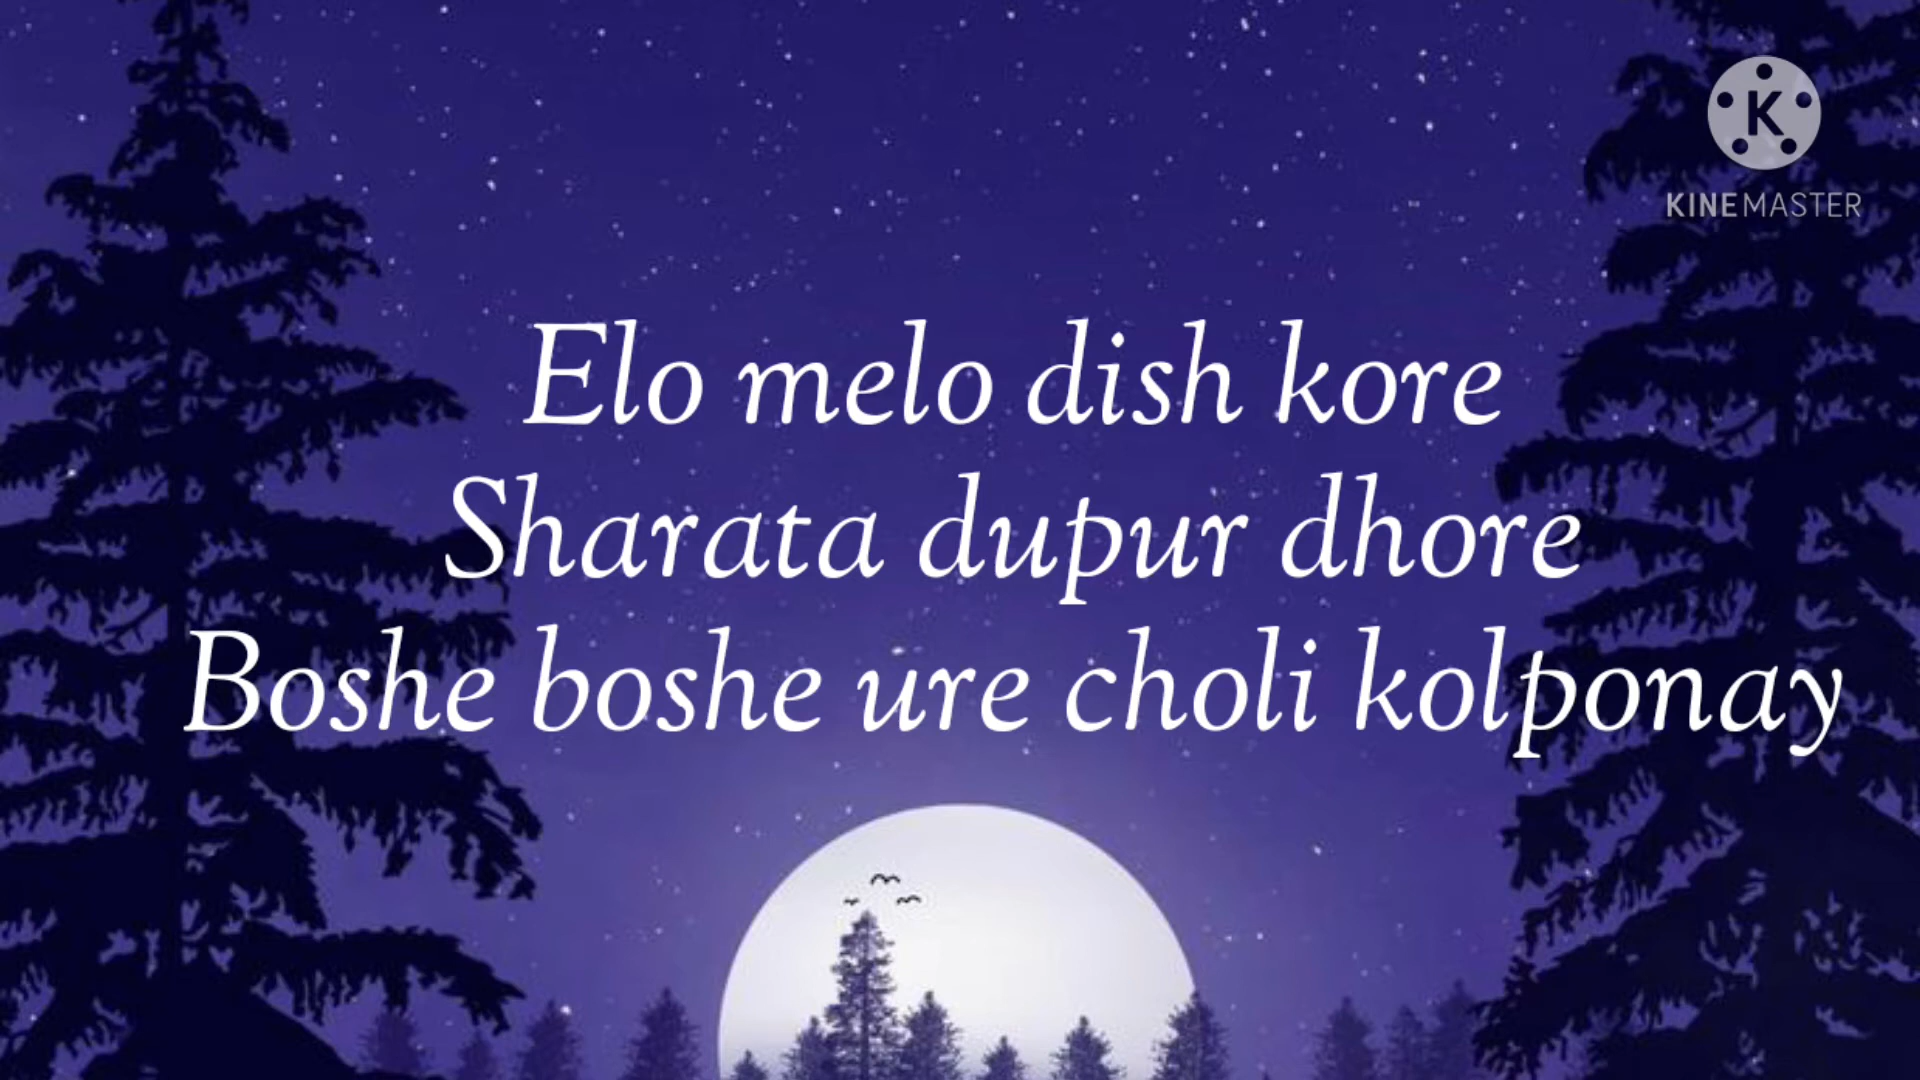 K
KINEMASTER
Elo melo dish kore
Sharata dupur dhore
Boshe boshe ure choli kolponay